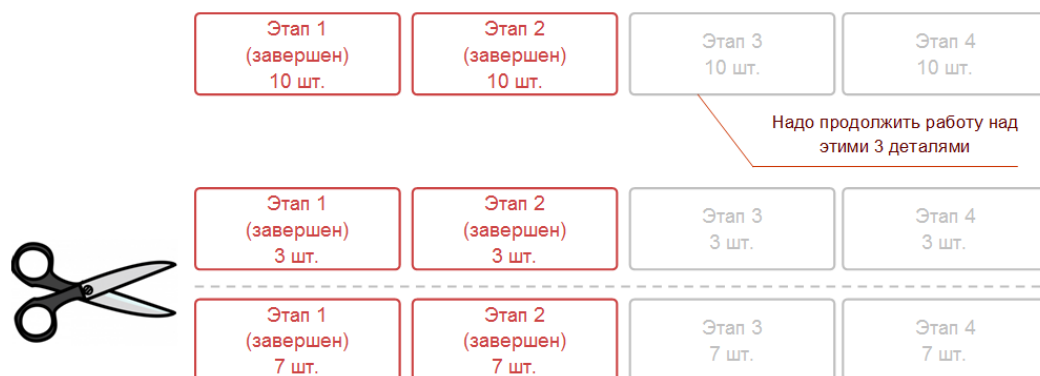 Этап 1
(завершен)
10 шт.
Этап 2
(завершен)
10 шт.
Этап 3
10 шт.
Этап 4
10 шт.
Надо продолжить работу над
этими 3 деталями
Этап 1
(завершен)
3 шт.
Этап 2
(завершен)
3 шт.
Этап 3
3 шт.
Этап 4
3 шт.
Этап 1
(завершен)
7 шт.
Этап 2
(завершен)
7 шт.
Этап 3
7 шт.
Этап 4
7 шт.